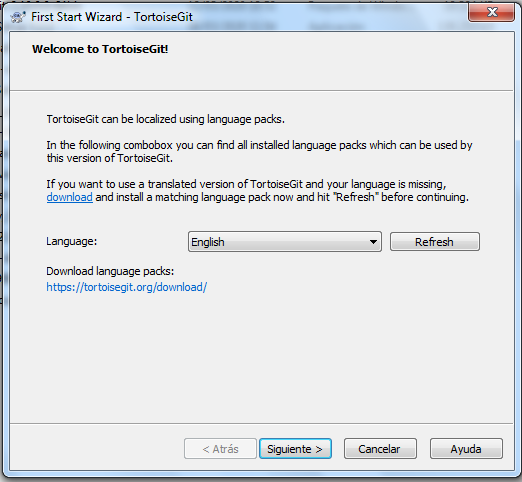 First Start Wizard - TortoiseGit
Welcome to TortoiseGit!
TortoiseGit can be localized using language packs.
In the following combobox you can find all installed language packs which can be used by
this version of TortoiseGit.
If you want to use a translated version of TortoiseGit and your language is missing,
download and install a matching language pack now and hit "Refresh" before continuing.
Language:
English
Refresh
Download language packs:
https://tortoisegit.org/download/
< Atrás
Siguiente >
Cancelar
Ayuda